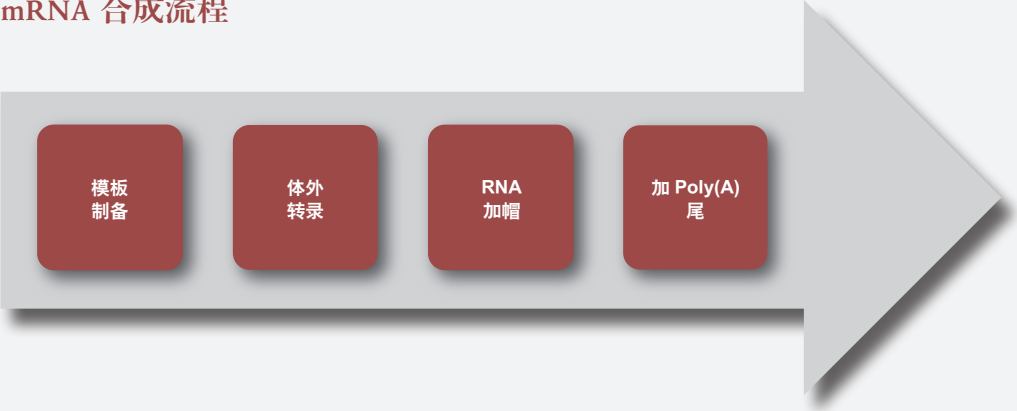 mRNA 合成流程
模板
制备
体外
转录
RNA
加帽
加 Poly(A)
尾